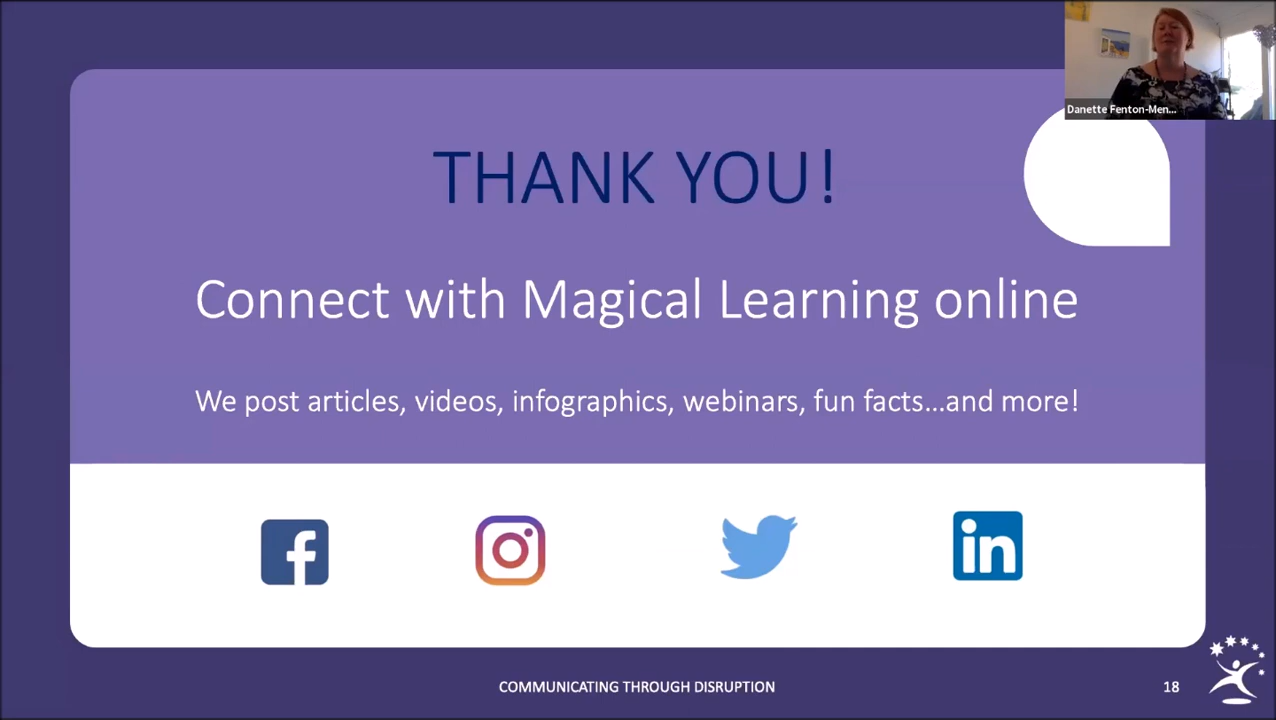 Danette Fenton-Men...
THANK YOU!
Connect with Magical Learning online
We post articles, videos, infographics, webinars, fun facts...and more!
f
in
COMMUNICATING THROUGH DISRUPTION
18